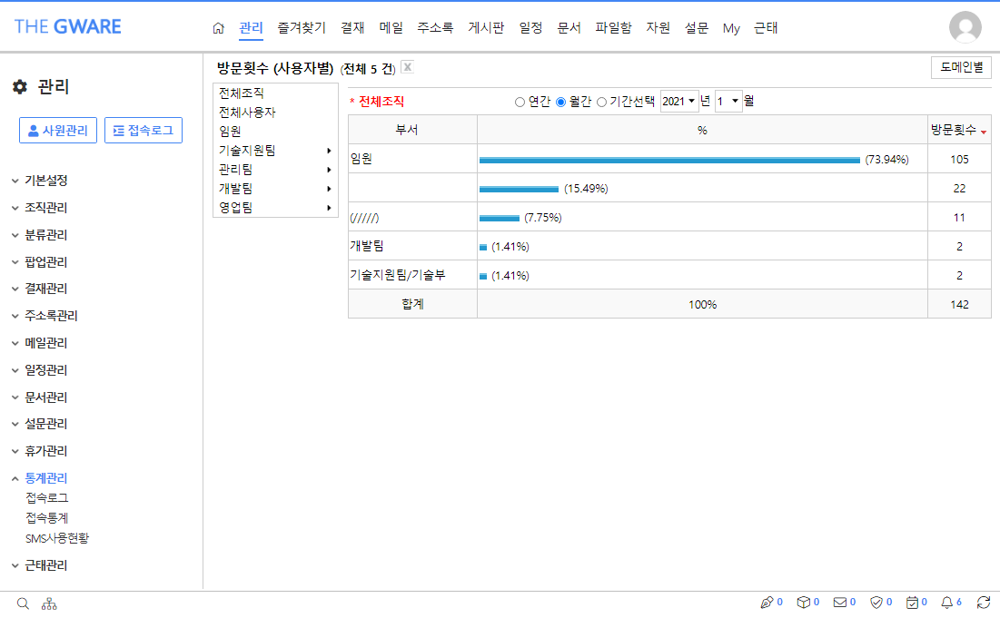 THE GWARE
관리 즐겨찾기 결재 메일 주소록 게시판 일정 문서 파일함 자원 설문 My 근태
관리
사원관리 접속로그
기본설정
조직관리
분류관리
팝업관리
결재관리
주소록관리
메일관리
일정관리
문서관리
설문관리
휴가관리
통계관리
접속로그
접속통계
SMS사용현황
근태관리
방문횟수 (사용자별) (전체 5 건) X
도메인별
전체조직
전체사용자
임원
기술지원팀
관리팀
개발팀
영업팀
* 전체조직 연간 월간 기간선택 2021 년 1 월
부서 % 방문횟수
임원 (73.94%) 105
(15.49%) 22
(/////) (7.75%) 11
개발팀 (1.41%) 2
기술지원팀/기술부 (1.41%) 2
합계 100% 142
0 0 0 0 0 6